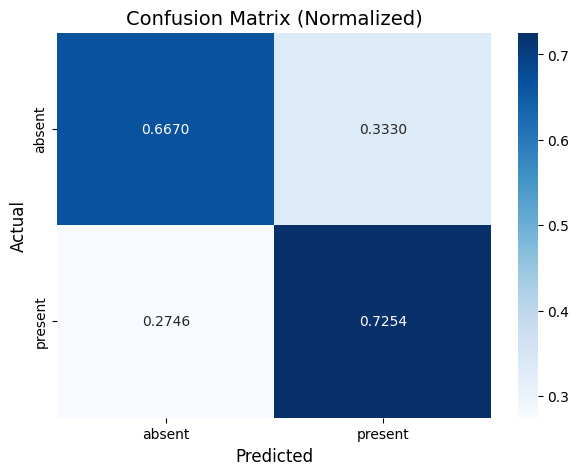 Confusion Matrix (Normalized)
Actual
absent
present
0.6670
0.3330
0.2746
0.7254
absent
present
Predicted
0.7
0.6
0.5
0.4
0.3